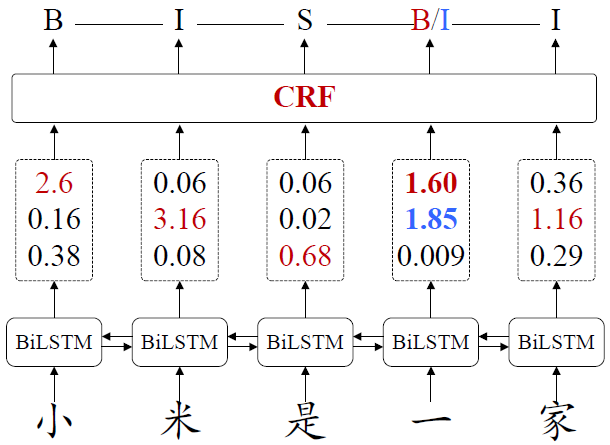 B I S B/I I
CRF
2.6 0.06 0.06 1.60 0.36
0.16 3.16 0.02 1.85 1.16
0.38 0.08 0.68 0.009 0.29
BiLSTM BiLSTM BiLSTM BiLSTM BiLSTM
小 米 是 一 家